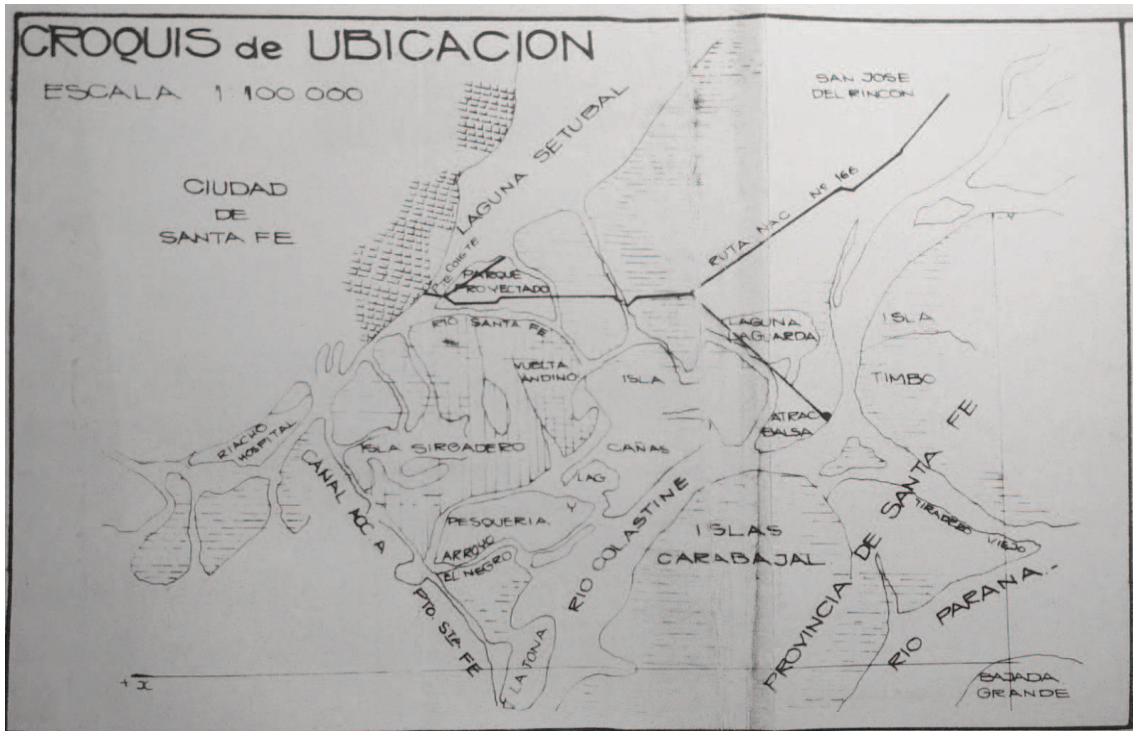 CROQUIS de UBICACION
ESCALA 1:100 000
SAN JOSE
DEL RINCON
CIUDAD
DE
SANTA FE
LAGUNA SETUBAL
RUTA NAC Nº 166
PARQUE
PROYECTADO
RIO SANTA FE
LAGUNA
LAGUARDA
ISLA
TIMBO
VUELTA
ANDINO
ISLA
CAÑAS
ATRAC
BALSA
RIACHO
HOSPITAL
ISLA SIRGADERO
CANAL ACC A
PTO. STA FE
LAG
PESQUERIA
ARROYO
EL NEGRO
RIO COLASTINE
ISLAS
CARABAJAL
PROVINCIA DE SANTA FE
TIRADERO VIEJO
RIO PARANA
LA TONA
BAJADA
GRANDE
+ X